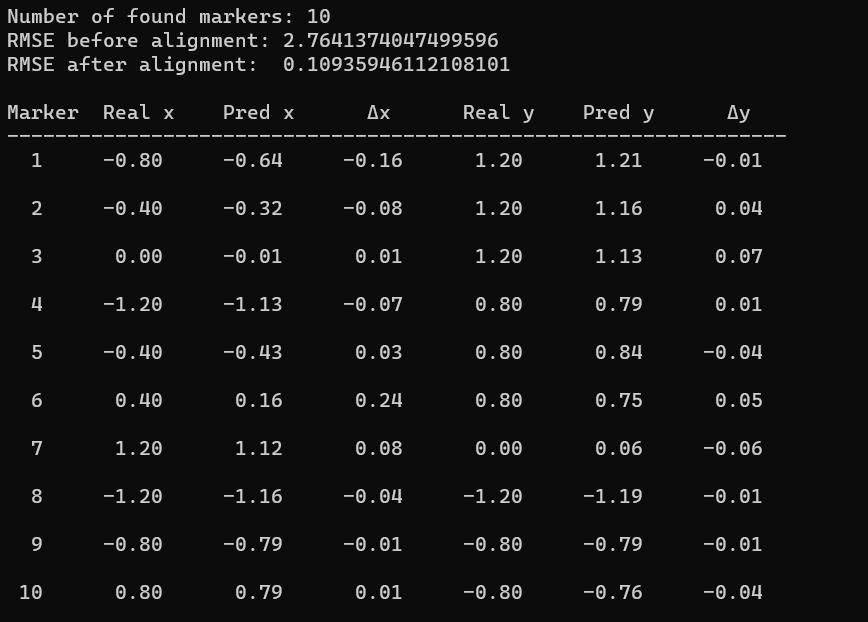 Number of found markers: 10
RMSE before alignment: 2.7641374047499596
RMSE after alignment:  0.10935946112108101
Marker  Real x    Pred x      Δx      Real y    Pred y      Δy
-----------------------------------------------------------------
1     -0.80     -0.64     -0.16      1.20      1.21     -0.01
2     -0.40     -0.32     -0.08      1.20      1.16      0.04
3      0.00     -0.01      0.01      1.20      1.13      0.07
4     -1.20     -1.13     -0.07      0.80      0.79      0.01
5     -0.40     -0.43      0.03      0.80      0.84     -0.04
6      0.40      0.16      0.24      0.80      0.75      0.05
7      1.20      1.12      0.08      0.00      0.06     -0.06
8     -1.20     -1.16     -0.04     -1.20     -1.19     -0.01
9     -0.80     -0.79     -0.01     -0.80     -0.79     -0.01
10      0.80      0.79      0.01     -0.80     -0.76     -0.04